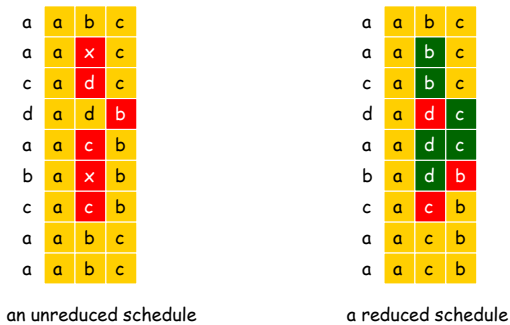 a a b c a a b c
a a x c a a b c
c a d c c a b c
d a d b d a d c
a a c b a a d c
b a x b b a d b
c a c b c a c b
a a b c a a c b
a a b c a a c b
an unreduced schedule a reduced schedule